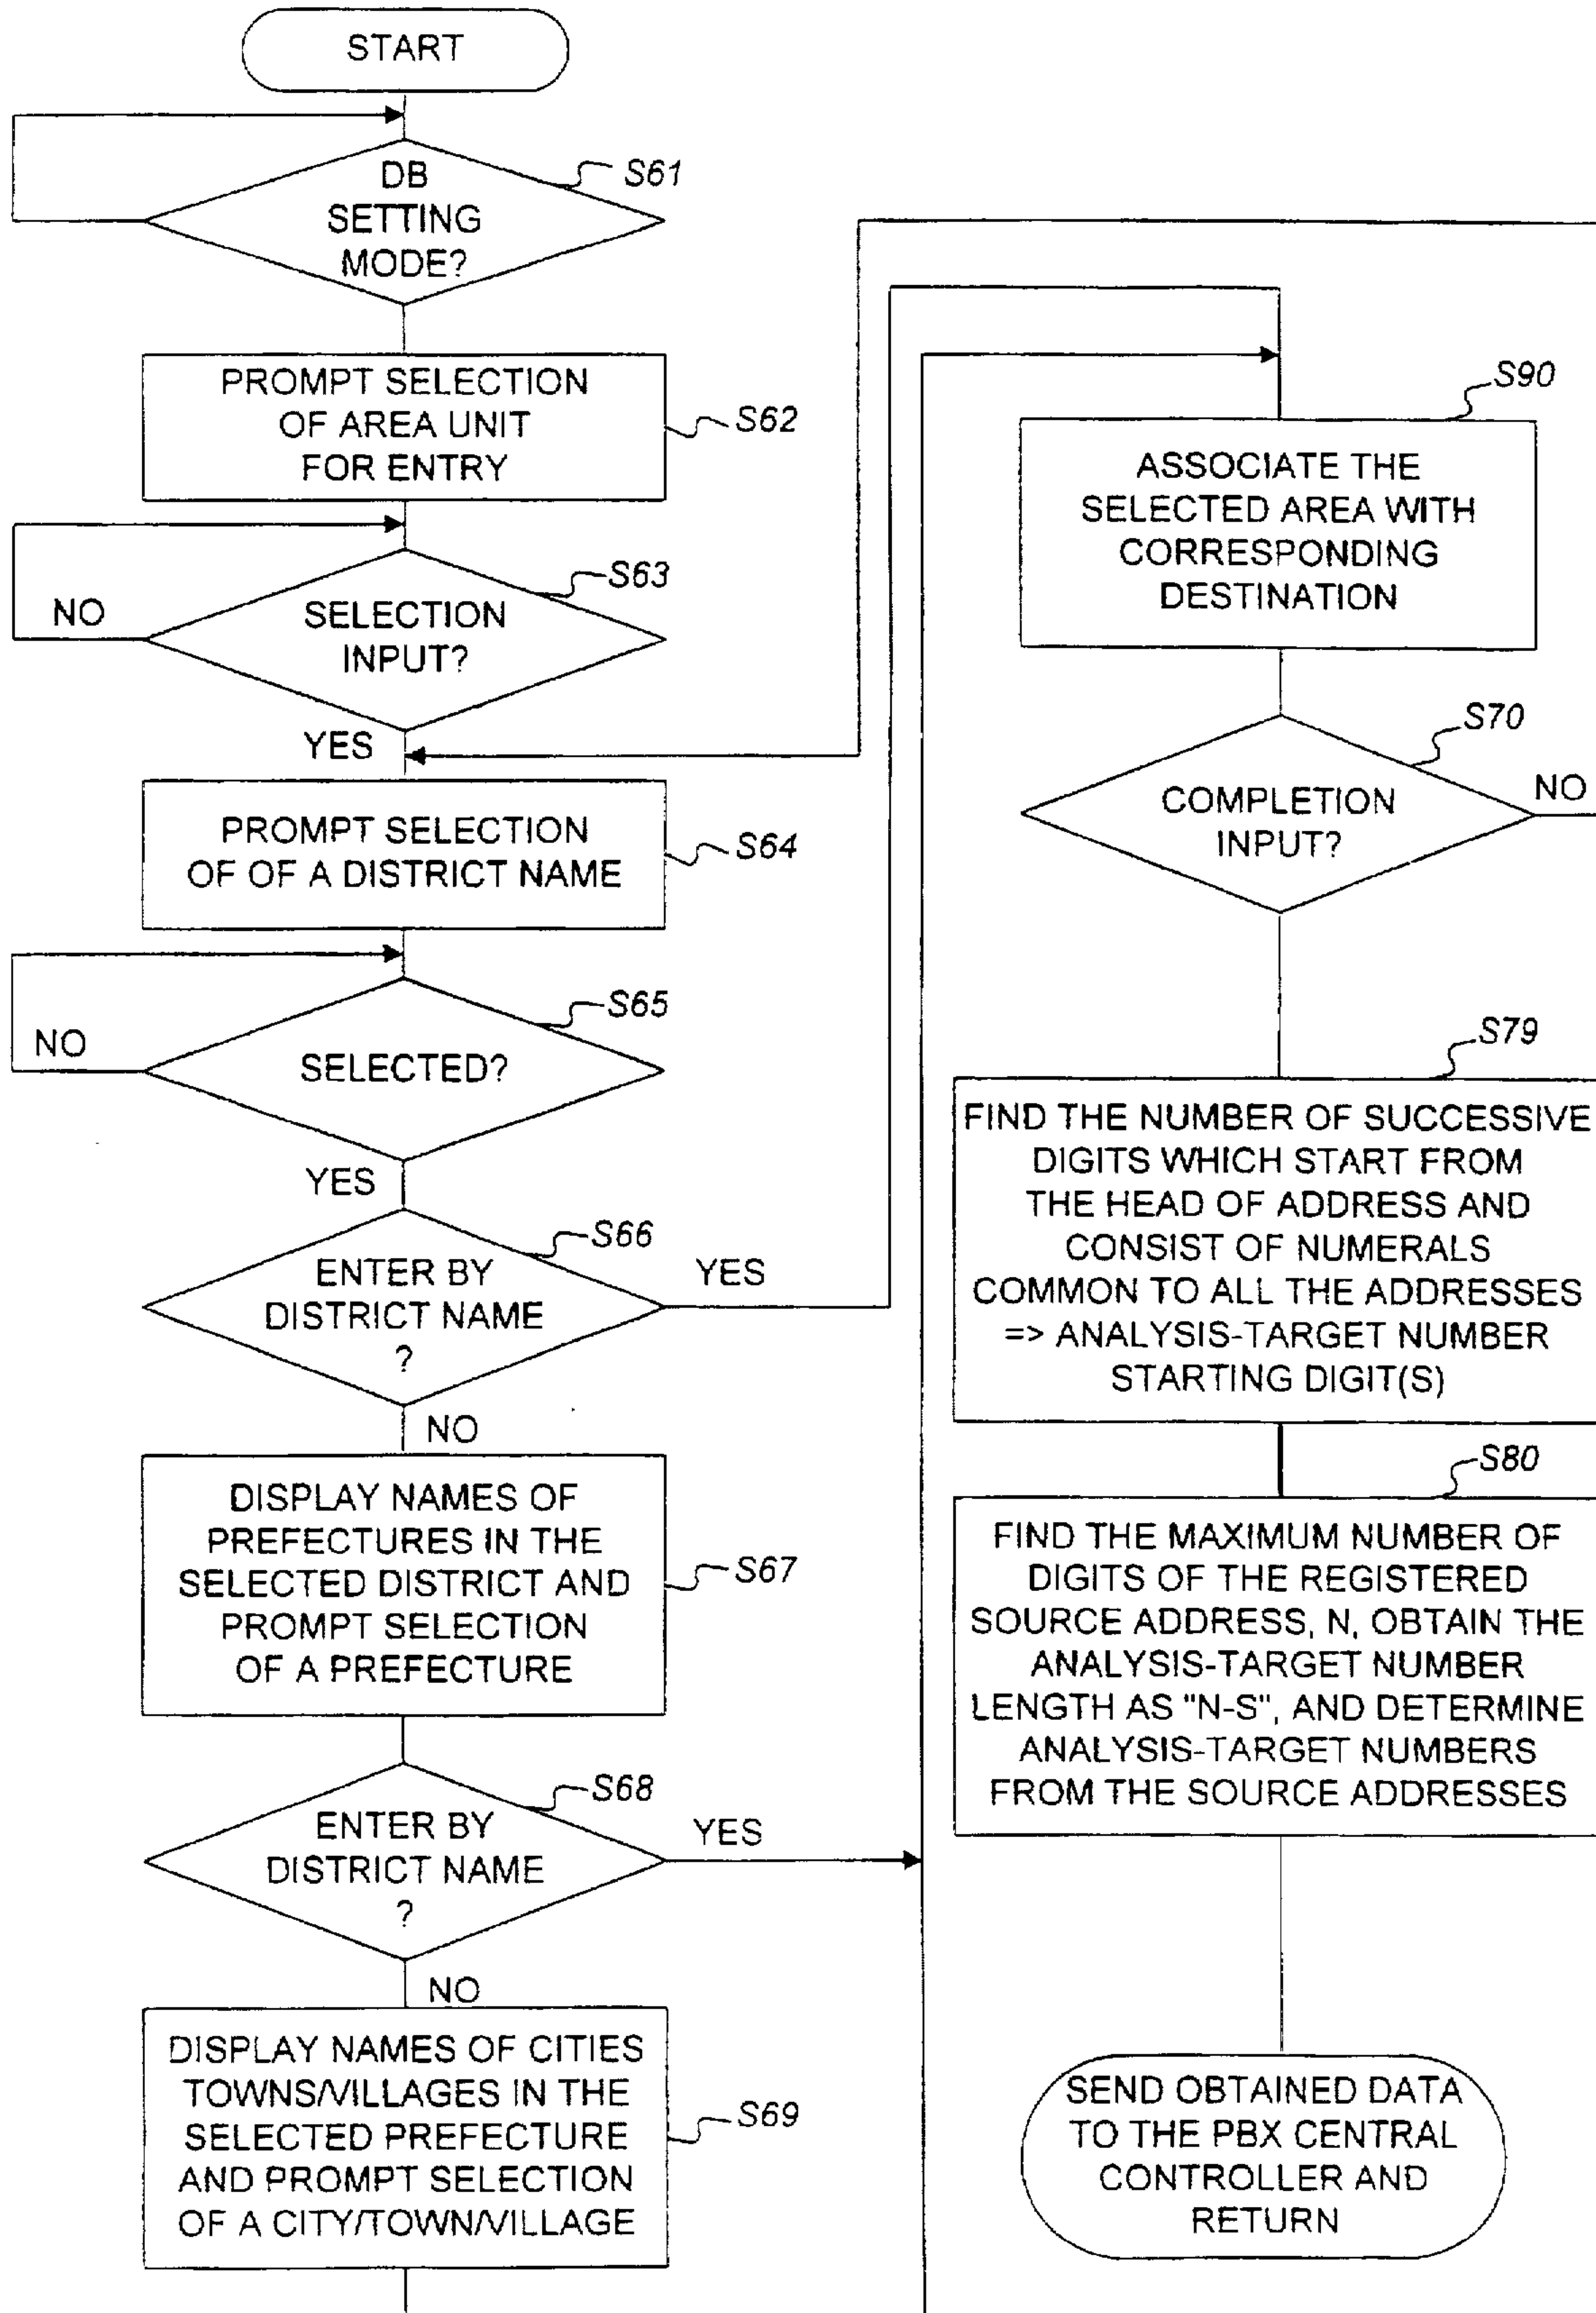 START
DB
SETTING
MODE?
S61
PROMPT SELECTION
OF AREA UNIT
FOR ENTRY
S62
SELECTION
INPUT?
S63
NO
YES
PROMPT SELECTION
OF OF A DISTRICT NAME
S64
SELECTED?
S65
NO
YES
ENTER BY
DISTRICT NAME
?
S66
YES
NO
DISPLAY NAMES OF
PREFECTURES IN THE
SELECTED DISTRICT AND
PROMPT SELECTION
OF A PREFECTURE
S67
ENTER BY
DISTRICT NAME
?
S68
YES
NO
DISPLAY NAMES OF CITIES
TOWNS/VILLAGES IN THE
SELECTED PREFECTURE
AND PROMPT SELECTION
OF A CITY/TOWN/VILLAGE
S69
S90
ASSOCIATE THE
SELECTED AREA WITH
CORRESPONDING
DESTINATION
S70
COMPLETION
INPUT?
NO
S79
FIND THE NUMBER OF SUCCESSIVE
DIGITS WHICH START FROM
THE HEAD OF ADDRESS AND
CONSIST OF NUMERALS
COMMON TO ALL THE ADDRESSES
=> ANALYSIS-TARGET NUMBER
STARTING DIGIT(S)
S80
FIND THE MAXIMUM NUMBER OF
DIGITS OF THE REGISTERED
SOURCE ADDRESS, N, OBTAIN THE
ANALYSIS-TARGET NUMBER
LENGTH AS "N-S", AND DETERMINE
ANALYSIS-TARGET NUMBERS
FROM THE SOURCE ADDRESSES
SEND OBTAINED DATA
TO THE PBX CENTRAL
CONTROLLER AND
RETURN